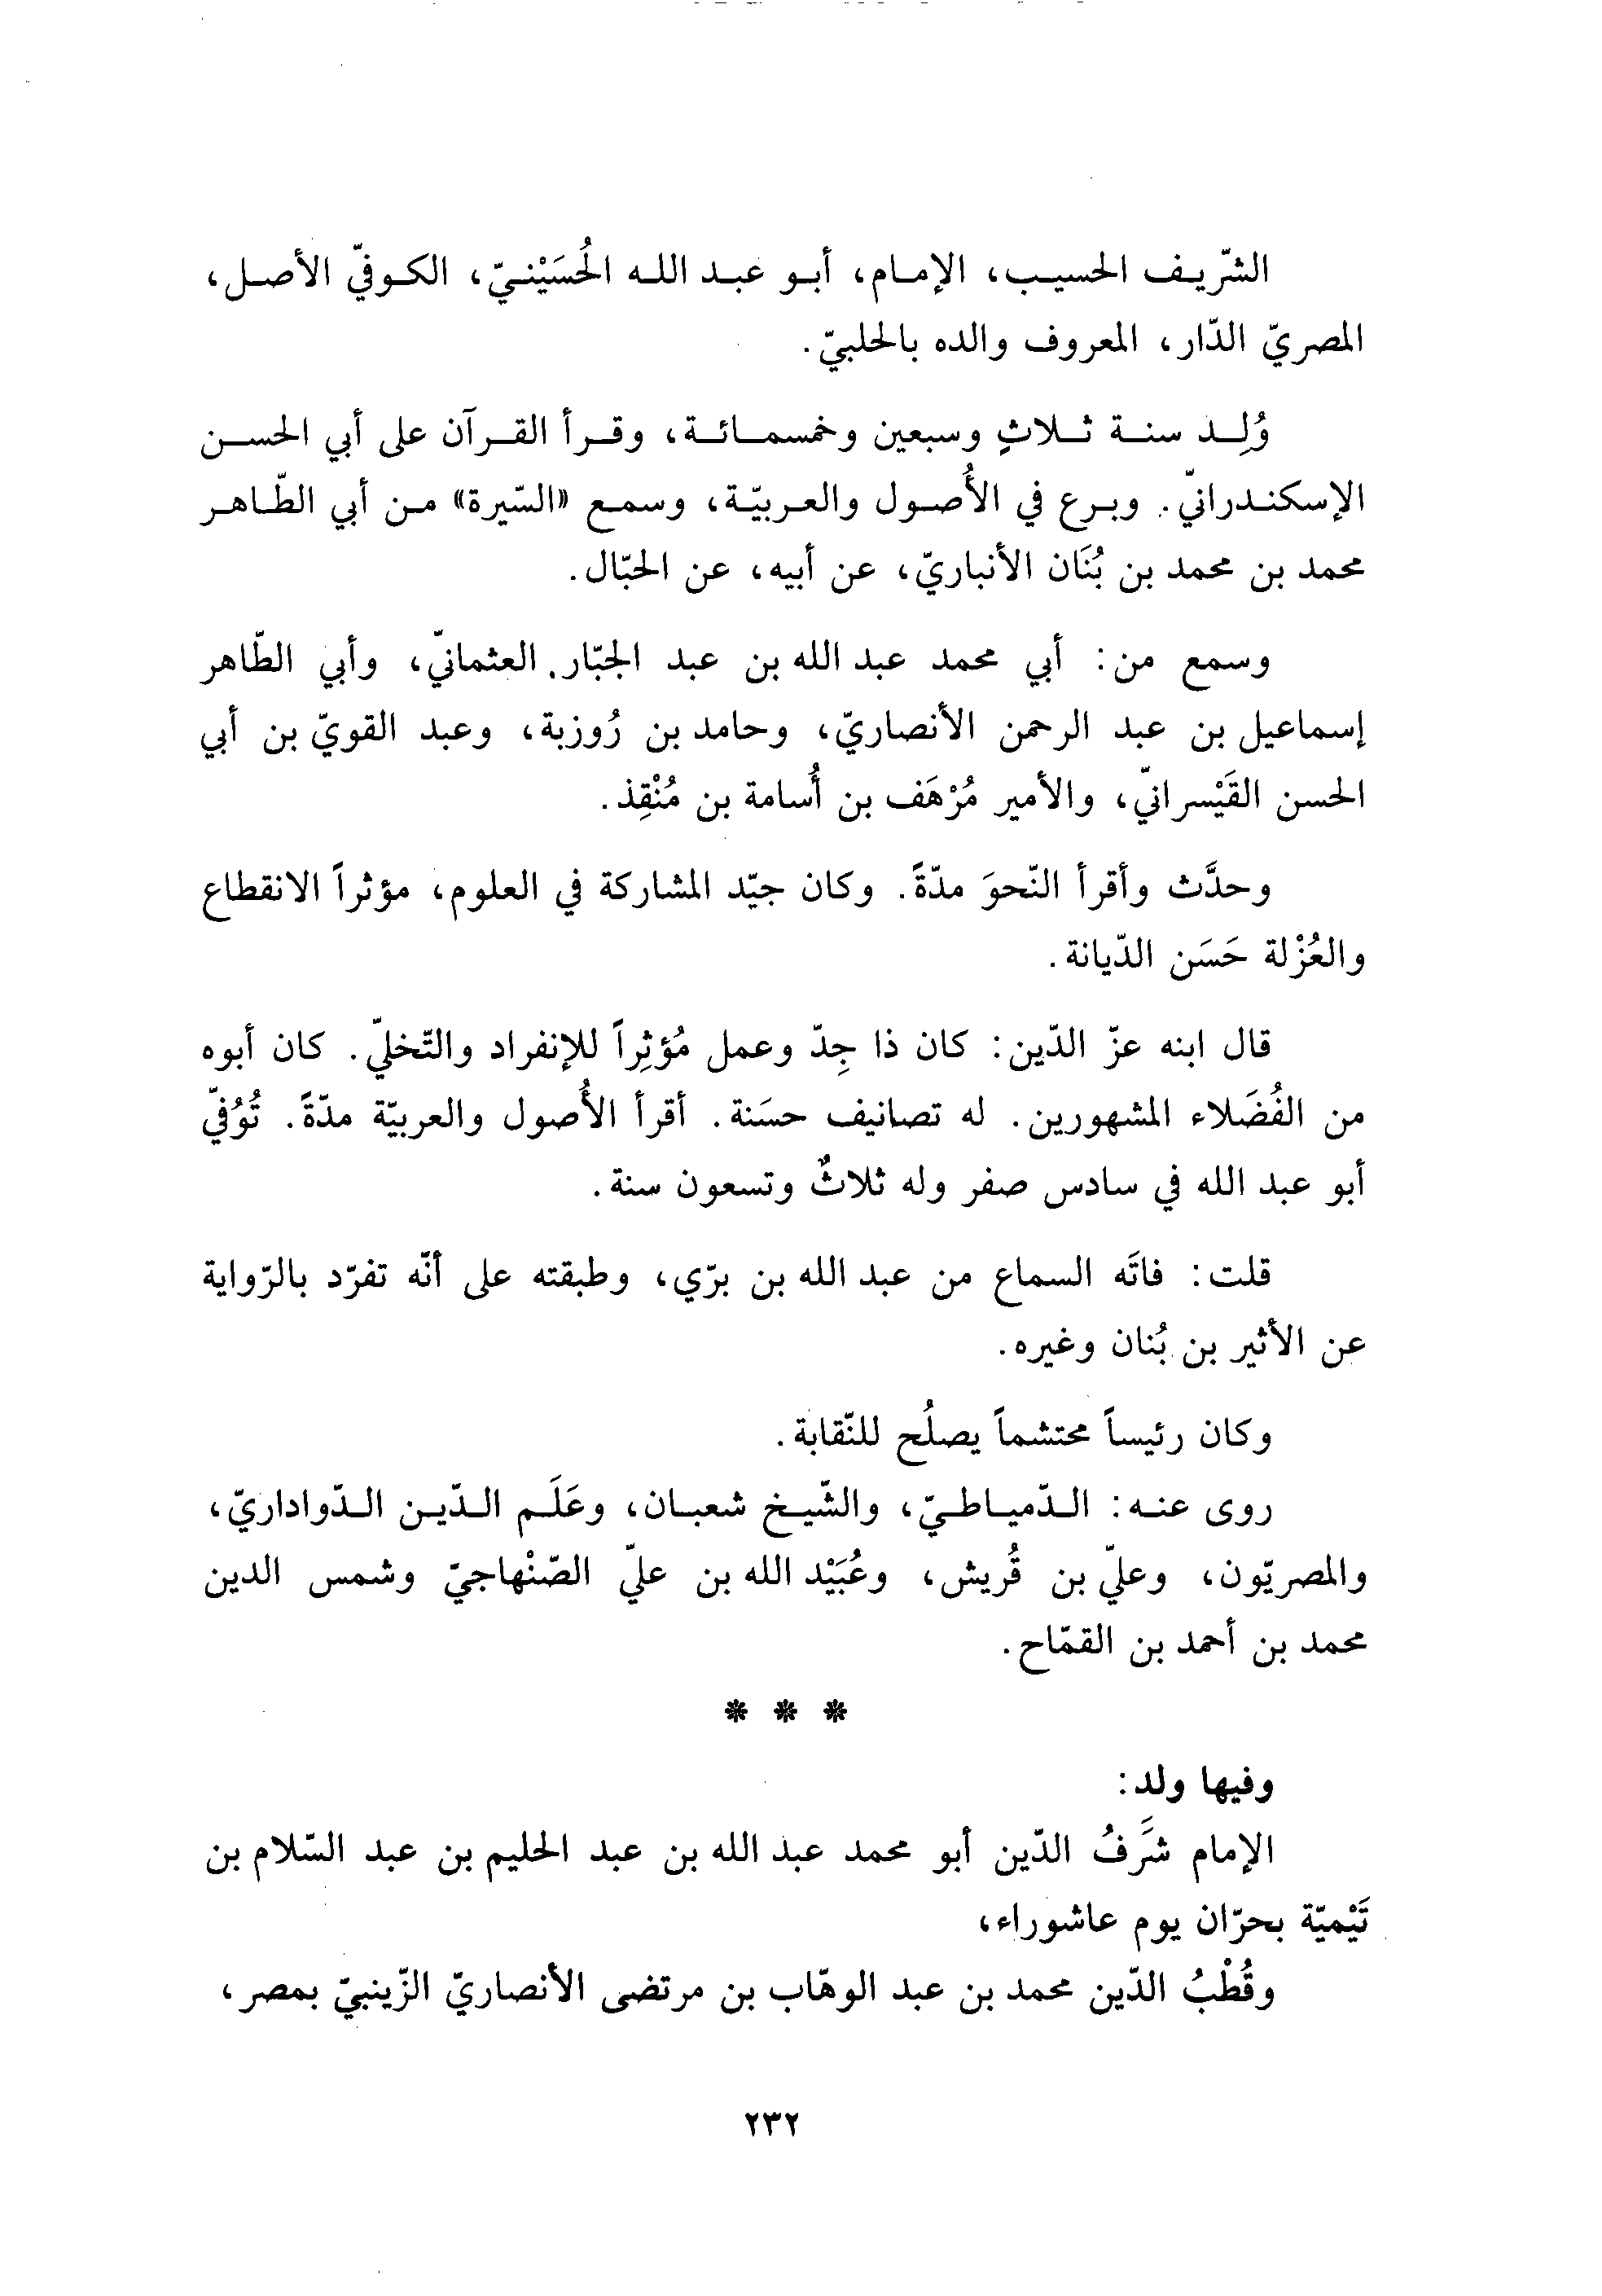 الشّريف الحسيب، الإمام، أبو عبد الله الحُسَيْنيّ، الكوفيّ الأصل،
المصريّ الدّار، المعروف والده بالحلبيّ.
وُلِد سنة ثلاثٍ وسبعين وخمسمائة، وقرأ القرآن على أبي الحسن
الإسكندرانيّ. وبرع في الأُصول والعربيّة، وسمع «السّيرة» من أبي الطّاهر
محمد بن محمد بن بُنَان الأنباريّ، عن أبيه، عن الحبّال.
وسمع من: أبي محمد عبد الله بن عبد الجبّار العثمانيّ، وأبي الطّاهر
إسماعيل بن عبد الرحمن الأنصاريّ، وحامد بن رُوزبة، وعبد القويّ بن أبي
الحسن القَيْسرانيّ، والأمير مُرْهَف بن أُسامة بن مُنْقِذ.
وحدَّث وأقرأ النّحوَ مدّةً. وكان جيّد المشاركة في العلوم، مؤثراً الانقطاع
والعُزْلة حَسَن الدّيانة.
قال ابنه عزّ الدّين: كان ذا جِدّ وعمل مُؤثِراً للإنفراد والتّخليّ. كان أبوه
من الفُضَلاء المشهورين. له تصانيف حسَنة. أقرأ الأُصول والعربيّة مدّةً. تُوُفيّ
أبو عبد الله في سادس صفر وله ثلاثٌ وتسعون سنة.
قلت: فاتَه السماع من عبد الله بن برّي، وطبقته على أنّه تفرّد بالرّواية
عن الأثير بن بُنان وغيره.
وكان رئيساً محتشماً يصلُح للنّقابة.
روى عنه: الدّمياطيّ، والشّيخ شعبان، وعَلَم الدّين الدّواداريّ،
والمصريّون، وعليّ بن قُريش، وعُبَيْد الله بن عليّ الصّنْهاجيّ وشمس الدين
محمد بن أحمد بن القمّاح.
* * *
وفيها ولد:
الإمام شَرَفُ الدّين أبو محمد عبد الله بن عبد الحليم بن عبد السّلام بن
تَيْميّة بحرّان يوم عاشوراء،
وقُطْبُ الدّين محمد بن عبد الوهّاب بن مرتضى الأنصاريّ الزّينبيّ بمصر،
٢٣٢